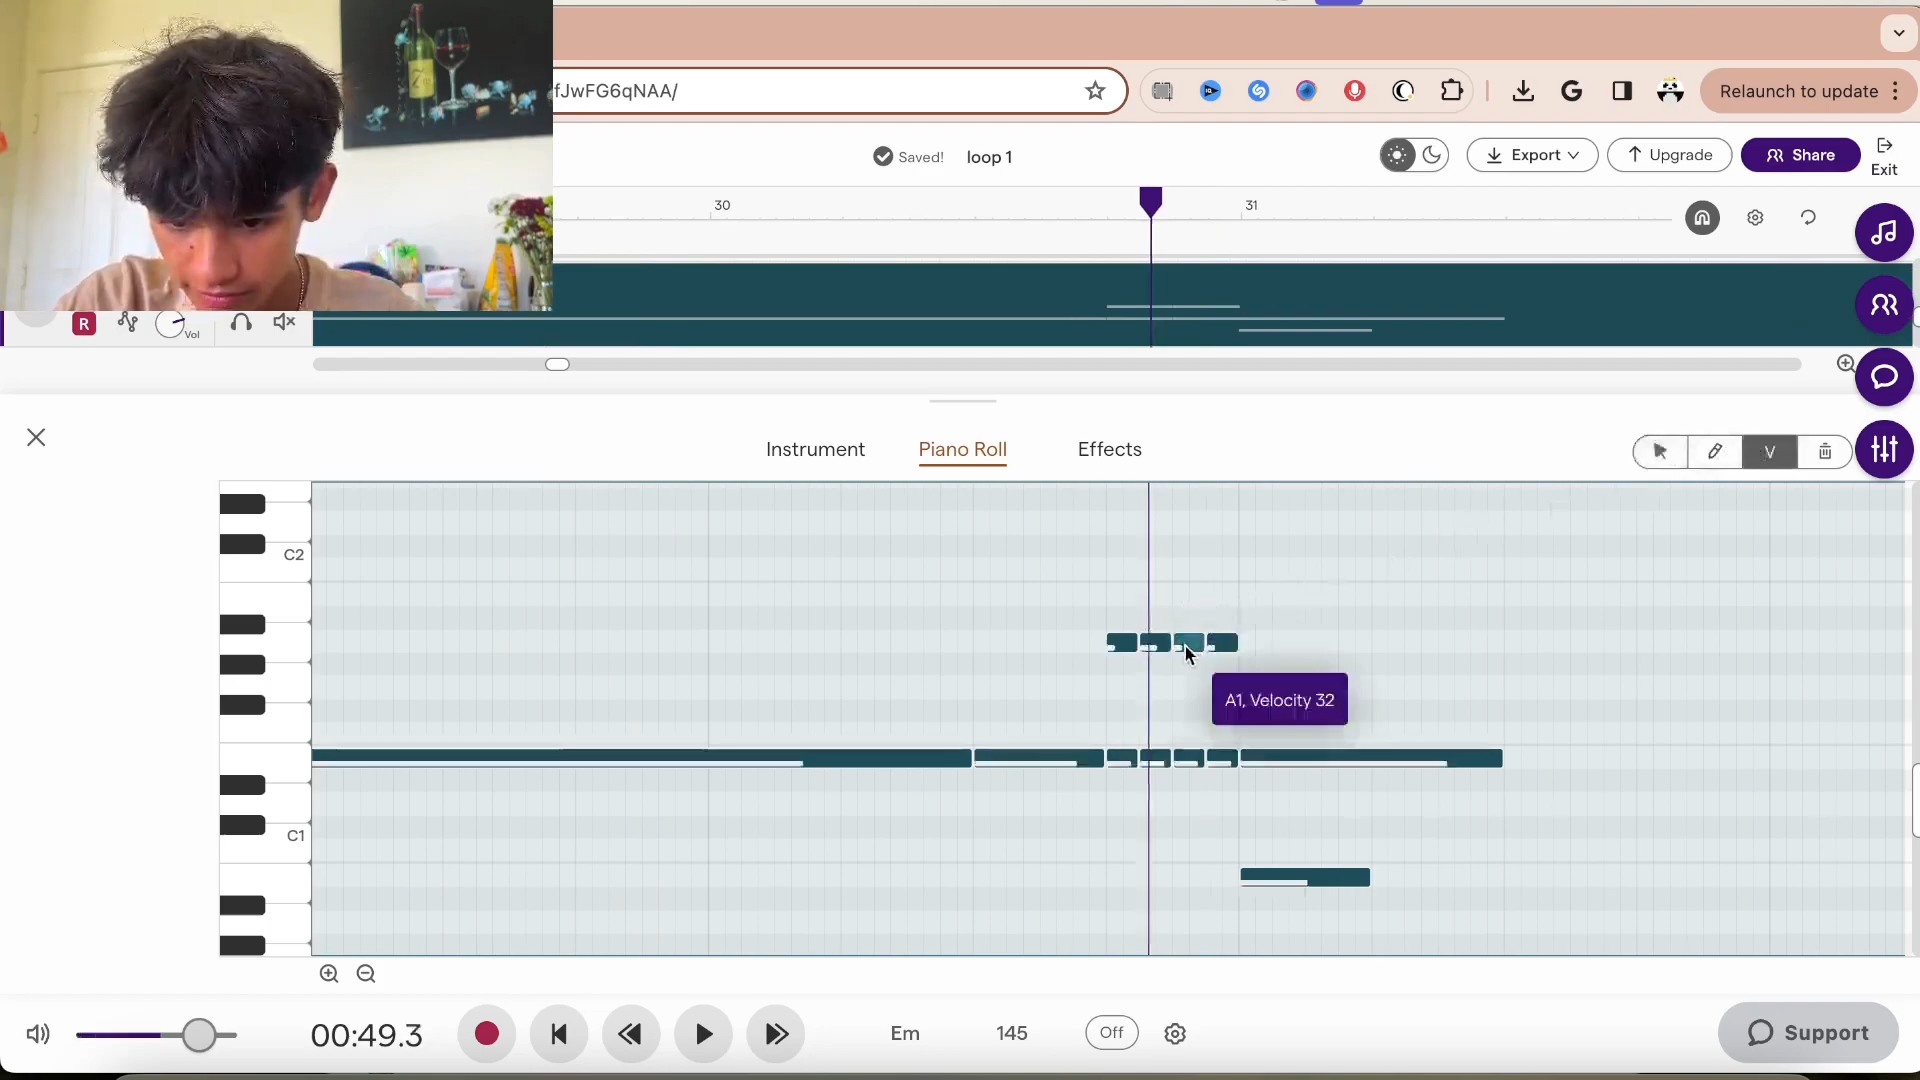 fJwFG6qNAA/
Relaunch to update
Saved!
loop 1
Export
Upgrade
Share
Exit
30
31
R
Vol
Instrument
Piano Roll
Effects
V
C2
A1, Velocity 32
C1
00:49.3
Em
145
Off
Support